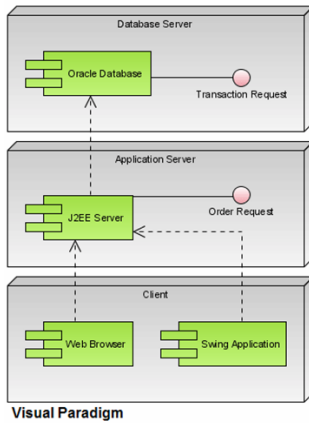 Database Server
Oracle Database
Transaction Request
Application Server
J2EE Server
Order Request
Client
Web Browser
Swing Application
Visual Paradigm